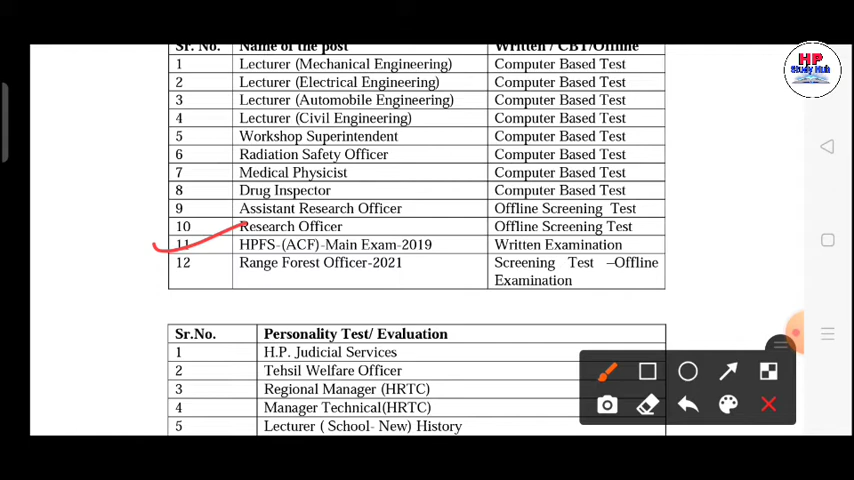 Sr. No. Name of the post Written / CBT/Offline
1 Lecturer (Mechanical Engineering) Computer Based Test
2 Lecturer (Electrical Engineering) Computer Based Test
3 Lecturer (Automobile Engineering) Computer Based Test
4 Lecturer (Civil Engineering) Computer Based Test
5 Workshop Superintendent Computer Based Test
6 Radiation Safety Officer Computer Based Test
7 Medical Physicist Computer Based Test
8 Drug Inspector Computer Based Test
9 Assistant Research Officer Offline Screening Test
10 Research Officer Offline Screening Test
11 HPFS-(ACF)-Main Exam-2019 Written Examination
12 Range Forest Officer-2021 Screening Test –Offline
Examination
Sr.No. Personality Test/ Evaluation
1 H.P. Judicial Services
2 Tehsil Welfare Officer
3 Regional Manager (HRTC)
4 Manager Technical(HRTC)
5 Lecturer ( School- New) History
HP
Study Hub